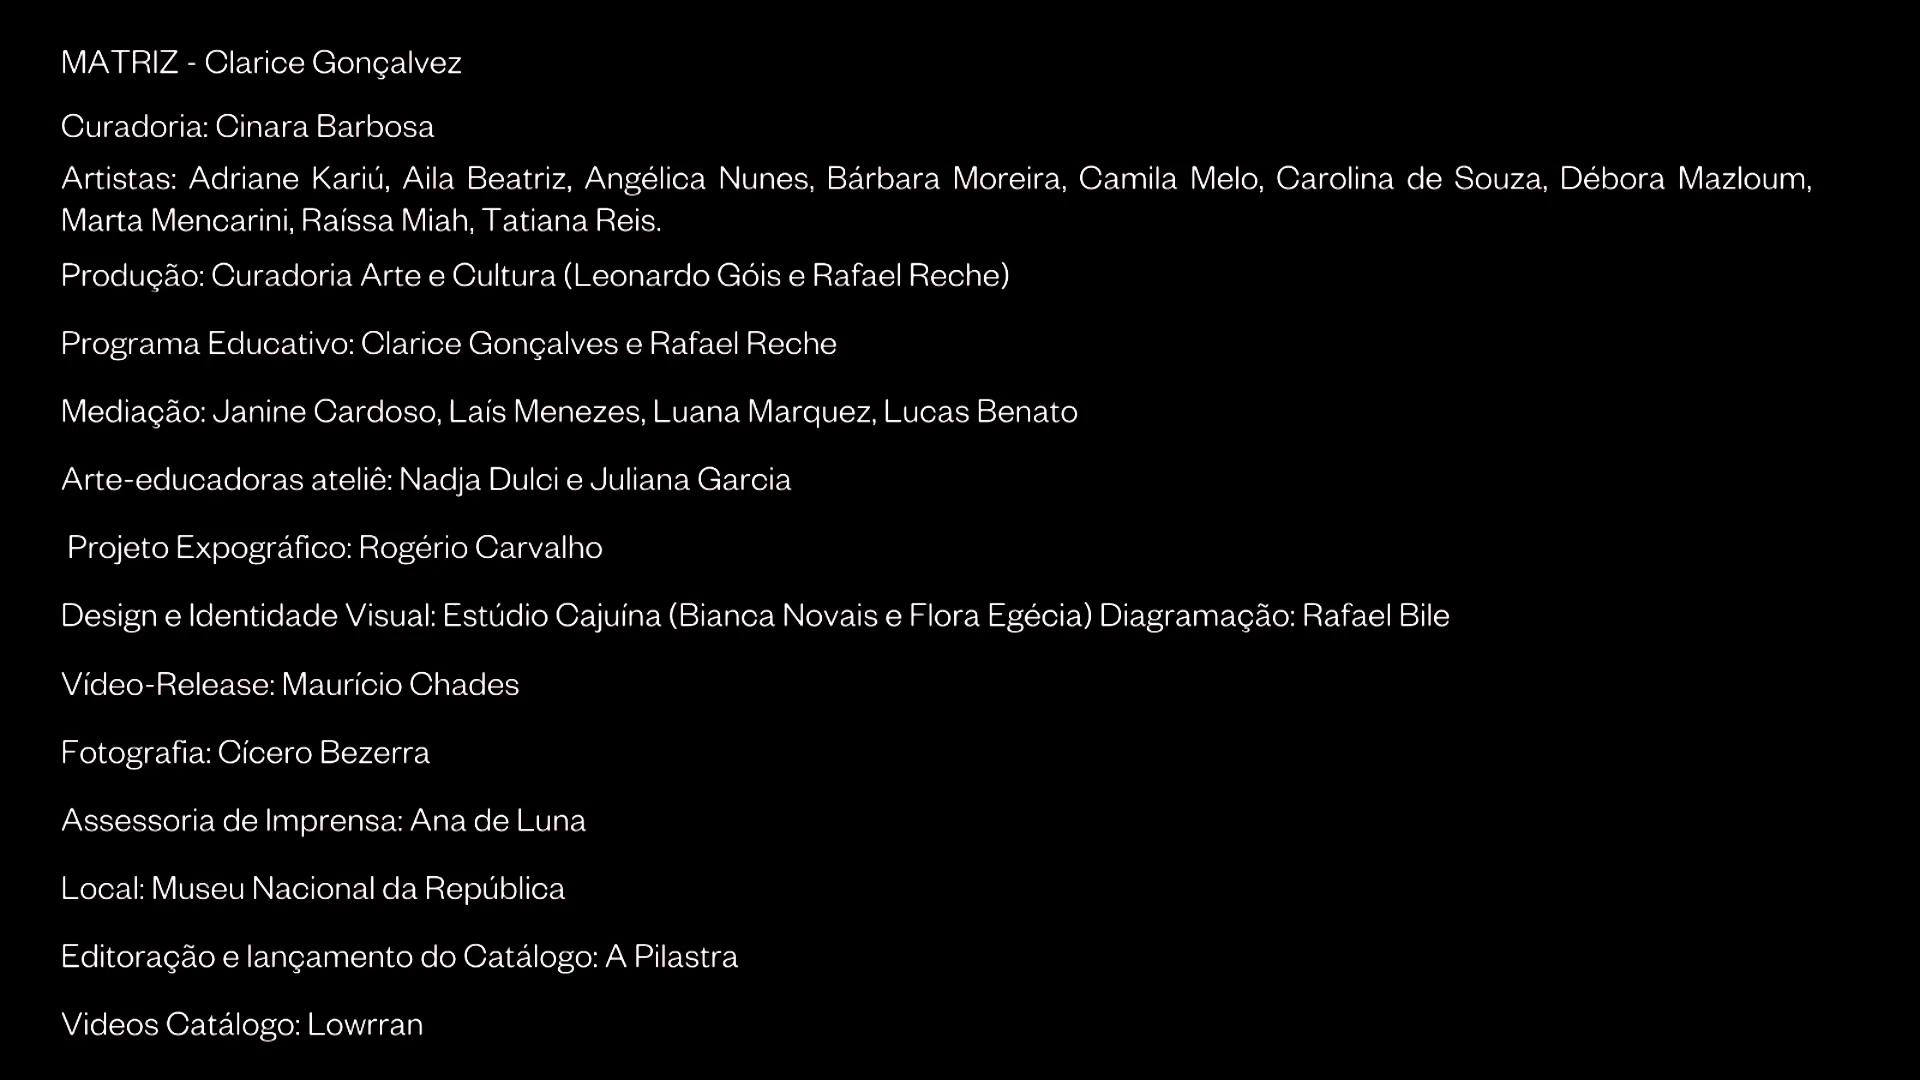 MATRIZ - Clarice Gonçalvez
Curadoria: Cinara Barbosa
Artistas: Adriane Kariú, Aila Beatriz, Angélica Nunes, Bárbara Moreira, Camila Melo, Carolina de Souza, Débora Mazloum,
Marta Mencarini, Raíssa Miah, Tatiana Reis.
Produção: Curadoria Arte e Cultura (Leonardo Góis e Rafael Reche)
Programa Educativo: Clarice Gonçalves e Rafael Reche
Mediação: Janine Cardoso, Laís Menezes, Luana Marquez, Lucas Benato
Arte-educadoras ateliê: Nadja Dulci e Juliana Garcia
Projeto Expográfico: Rogério Carvalho
Design e Identidade Visual: Estúdio Cajuína (Bianca Novais e Flora Egécia) Diagramação: Rafael Bile
Vídeo-Release: Maurício Chades
Fotografia: Cícero Bezerra
Assessoria de Imprensa: Ana de Luna
Local: Museu Nacional da República
Editoração e lançamento do Catálogo: A Pilastra
Videos Catálogo: Lowrran